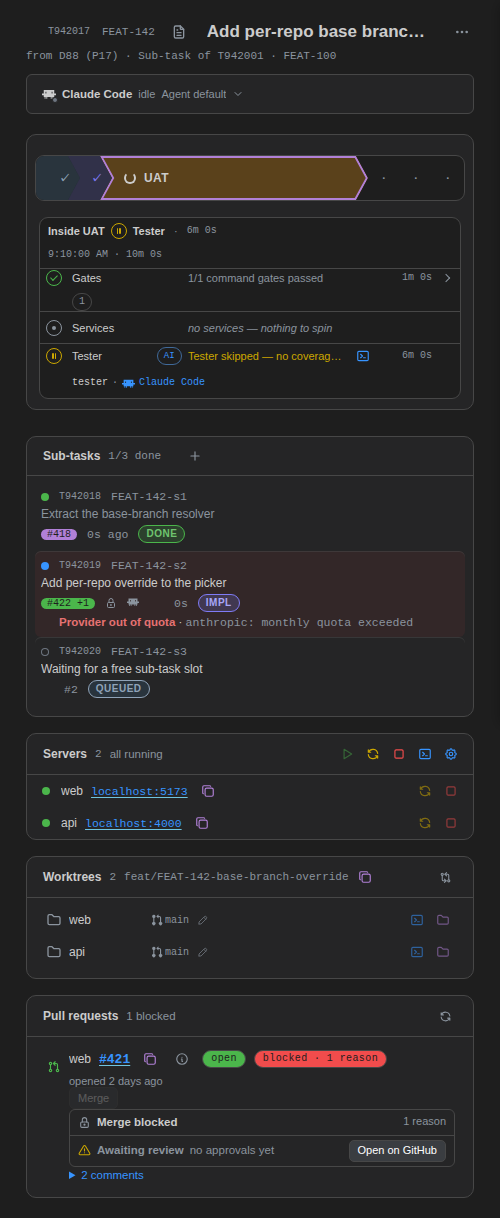 T942017 FEAT-142 Add per-repo base branc… ···
from D88 (P17) · Sub-task of T942001 · FEAT-100
Claude Code idle Agent default
✓ ✓ UAT · · ·
Inside UAT Tester · 6m 0s
9:10:00 AM · 10m 0s
Gates 1/1 command gates passed 1m 0s
1
Services no services — nothing to spin
Tester AI Tester skipped — no coverag… 6m 0s
tester · Claude Code
Sub-tasks 1/3 done
T942018 FEAT-142-s1
Extract the base-branch resolver
#418 0s ago DONE
T942019 FEAT-142-s2
Add per-repo override to the picker
#422 +1 0s IMPL
Provider out of quota · anthropic: monthly quota exceeded
T942020 FEAT-142-s3
Waiting for a free sub-task slot
#2 QUEUED
Servers 2 all running
web localhost:5173
api localhost:4000
Worktrees 2 feat/FEAT-142-base-branch-override
web main
api main
Pull requests 1 blocked
web #421 open blocked · 1 reason
opened 2 days ago
Merge
Merge blocked 1 reason
Awaiting review no approvals yet Open on GitHub
2 comments